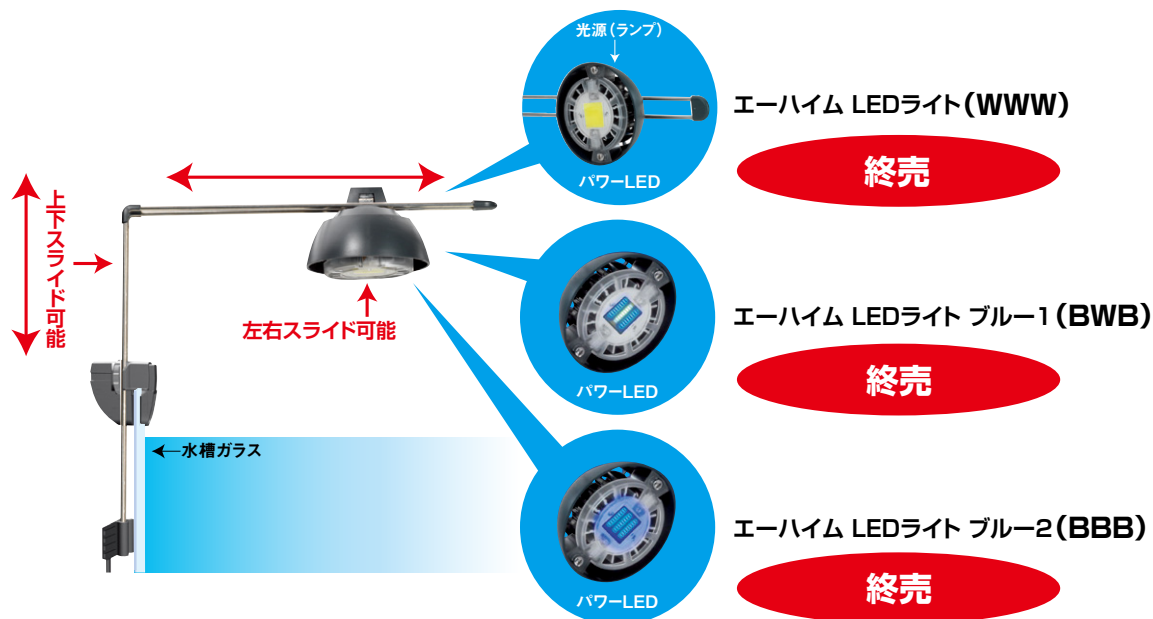 光源(ランプ)
パワーLED
エーハイム LEDライト(WWW)
終売
上下スライド可能
左右スライド可能
パワーLED
エーハイム LEDライト ブルー1(BWB)
終売
水槽ガラス
パワーLED
エーハイム LEDライト ブルー2(BBB)
終売